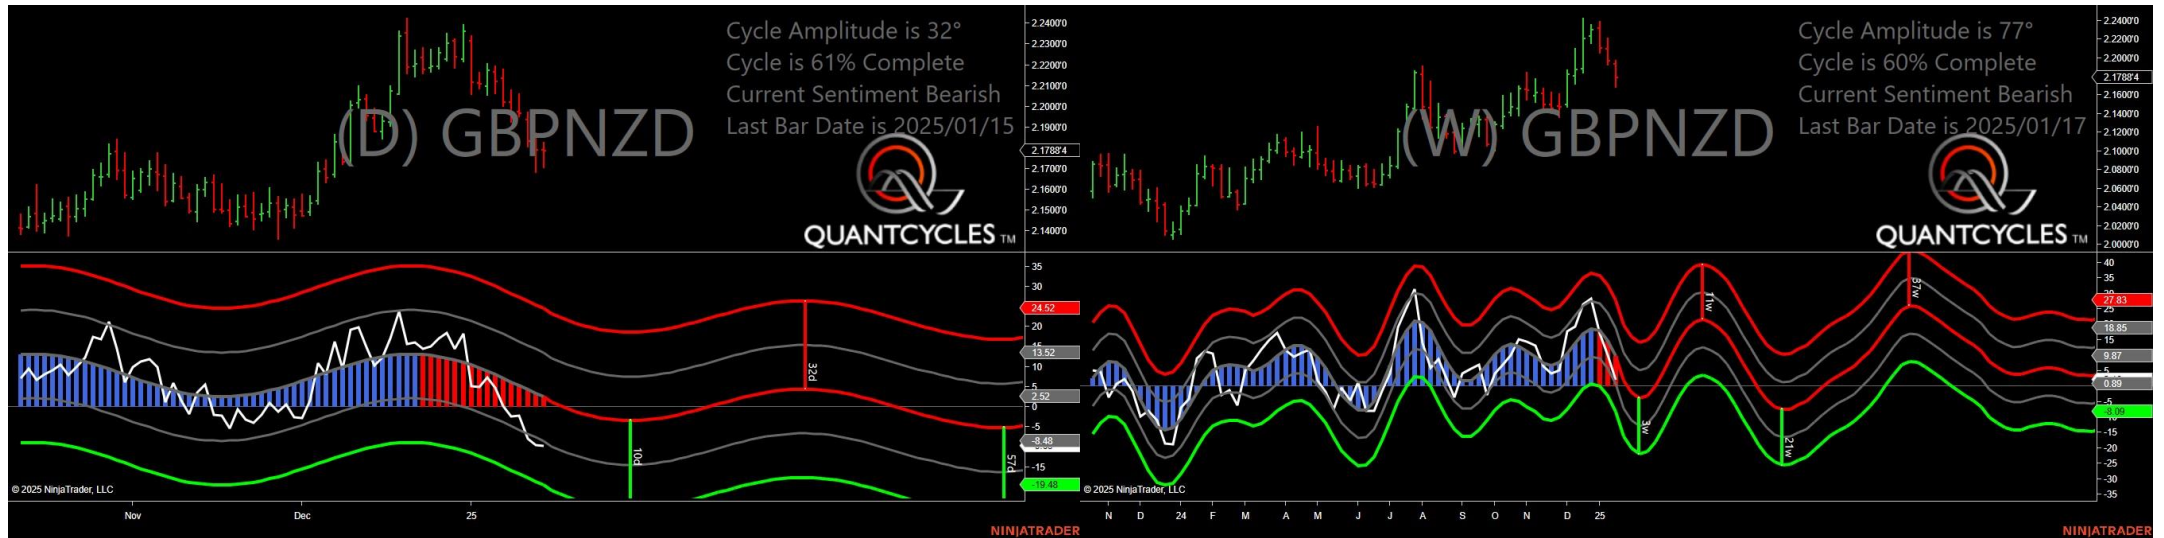 Cycle Amplitude is 32°
Cycle is 61% Complete
Current Sentiment Bearish
Last Bar Date is 2025/01/15
(D) GBPNZD
QUANTCYCLES TM
2.2400'0
2.2300'0
2.2200'0
2.2100'0
2.2000'0
2.1900'0
2.1788'4
2.1700'0
2.1600'0
2.1500'0
2.1400'0
35
30
24.52
20
13.52
10
5
2.52
0
-5
-8.48
-15
-19.48
10d
32d
57d
© 2025 NinjaTrader, LLC
Nov
Dec
25
NINJATRADER
Cycle Amplitude is 77°
Cycle is 60% Complete
Current Sentiment Bearish
Last Bar Date is 2025/01/17
(W) GBPNZD
QUANTCYCLES TM
2.2400'0
2.2200'0
2.2000'0
2.1788'4
2.1600'0
2.1400'0
2.1200'0
2.1000'0
2.0800'0
2.0600'0
2.0400'0
2.0200'0
2.0000'0
40
35
27.83
25
18.85
15
9.87
0.89
-5
-8.09
-15
-20
-25
-30
-35
3w
11w
21w
37w
© 2025 NinjaTrader, LLC
N D 24 F M A M J J A S O N D 25
NINJATRADER